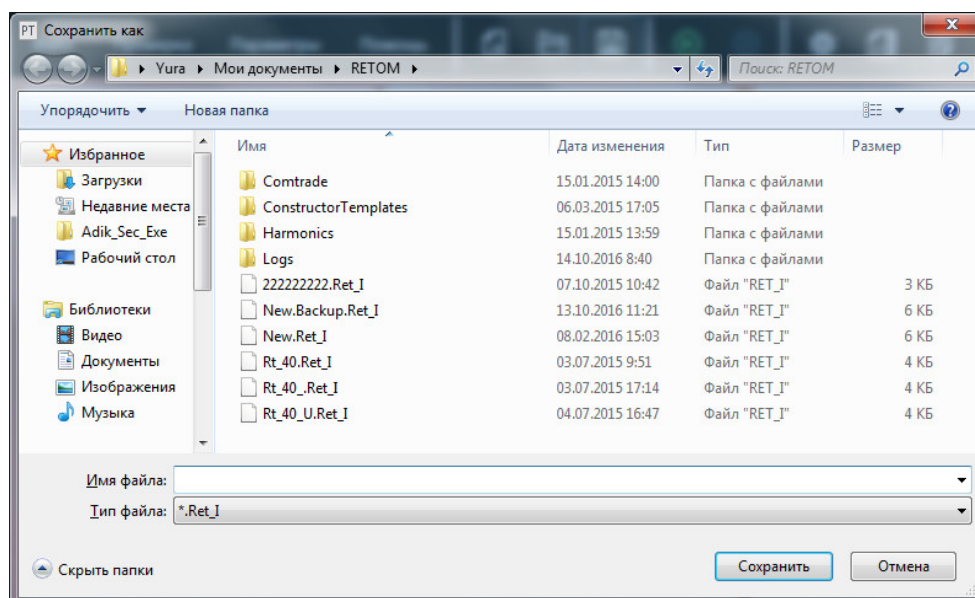 РТ Сохранить как
Yura Мои документы RETOM Поиск: RETOM
Упорядочить Новая папка
Имя Дата изменения Тип Размер
Избранное
Загрузки
Недавние места
Adik_Sec_Exe
Рабочий стол
Библиотеки
Видео
Документы
Изображения
Музыка
Comtrade 15.01.2015 14:00 Папка с файлами
ConstructorTemplates 06.03.2015 17:05 Папка с файлами
Harmonics 15.01.2015 13:59 Папка с файлами
Logs 14.10.2016 8:40 Папка с файлами
222222222.Ret_I 07.10.2015 10:42 Файл "RET_I" 3 КБ
New.Backup.Ret_I 13.10.2016 11:21 Файл "RET_I" 6 КБ
New.Ret_I 08.02.2016 15:03 Файл "RET_I" 6 КБ
Rt_40.Ret_I 03.07.2015 9:51 Файл "RET_I" 4 КБ
Rt_40_.Ret_I 03.07.2015 17:14 Файл "RET_I" 4 КБ
Rt_40_U.Ret_I 04.07.2015 16:47 Файл "RET_I" 4 КБ
Имя файла:
Тип файла: *.Ret_I
Скрыть папки Сохранить Отмена